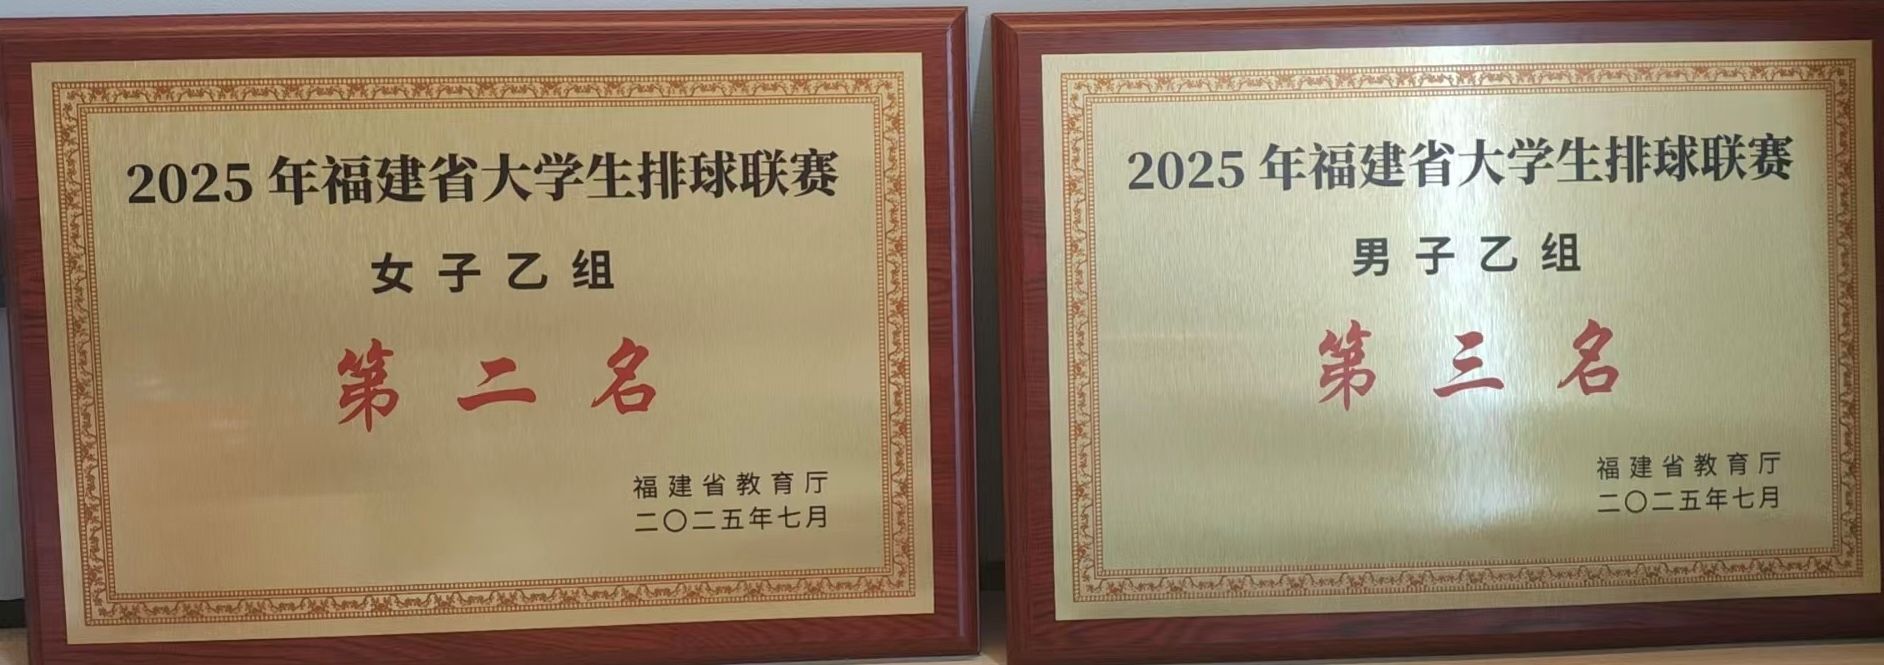 2025年福建省大学生排球联赛
女子乙组
第二名
福建省教育厅
二〇二五年七月
2025年福建省大学生排球联赛
男子乙组
第三名
福建省教育厅
二〇二五年七月